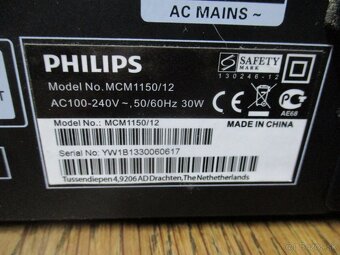 AC MAINS ~
PHILIPS
SAFETY
MARK
130246-12
Model No. MCM1150/12
AC100-240V ~, 50/60Hz 30W
CE
AE68
Model No.: MCM1150/12
MADE IN CHINA
Serial No: YW1B1330060617
Tussendiepen 4,9206 AD Drachten, The Netherlands